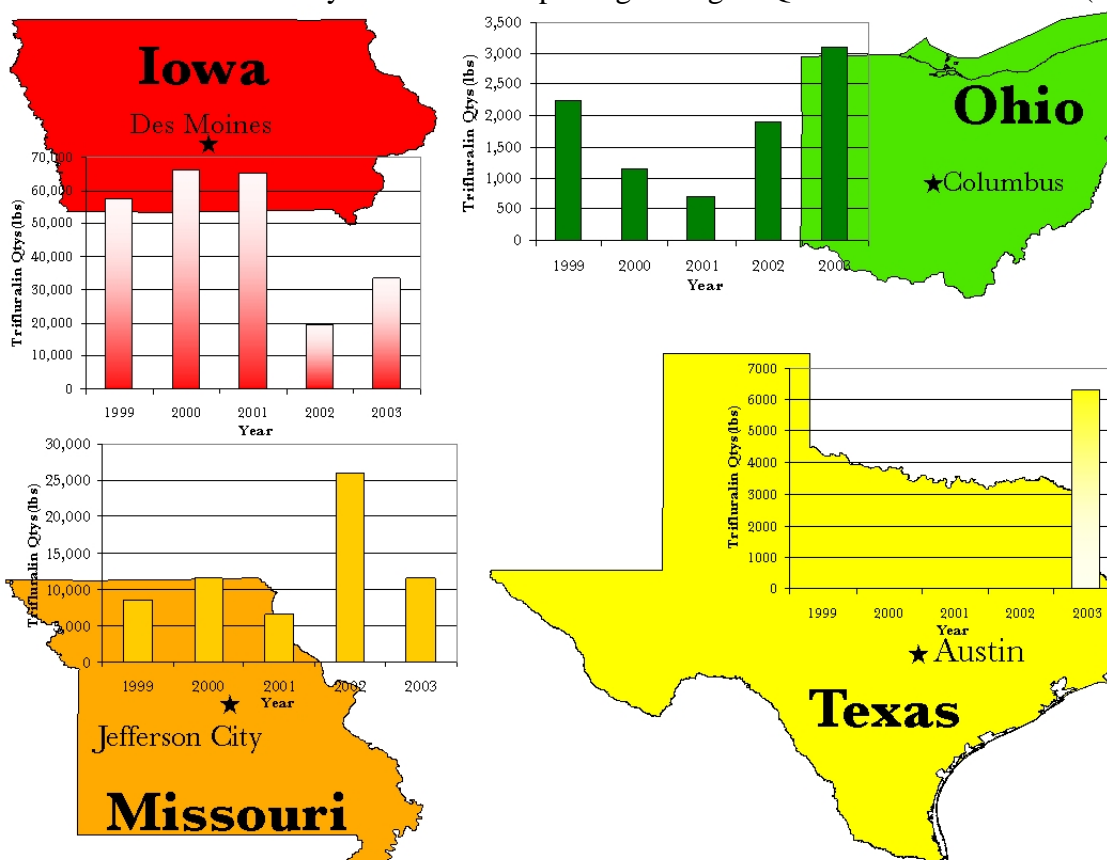 Iowa
Des Moines
Trifluralin Qtys (lbs)
70,000
60,000
50,000
40,000
30,000
20,000
10,000
0
1999 2000 2001 2002 2003
Year
Ohio
Columbus
Trifluralin Qtys (lbs)
3,500
3,000
2,500
2,000
1,500
1,000
500
0
1999 2000 2001 2002 2003
Year
Trifluralin Qtys (lbs)
30,000
25,000
20,000
15,000
10,000
5,000
0
1999 2000 2001 2002 2003
Year
Jefferson City
Missouri
Trifluralin Qtys (lbs)
7000
6000
5000
4000
3000
2000
1000
0
1999 2000 2001 2002 2003
Year
Austin
Texas